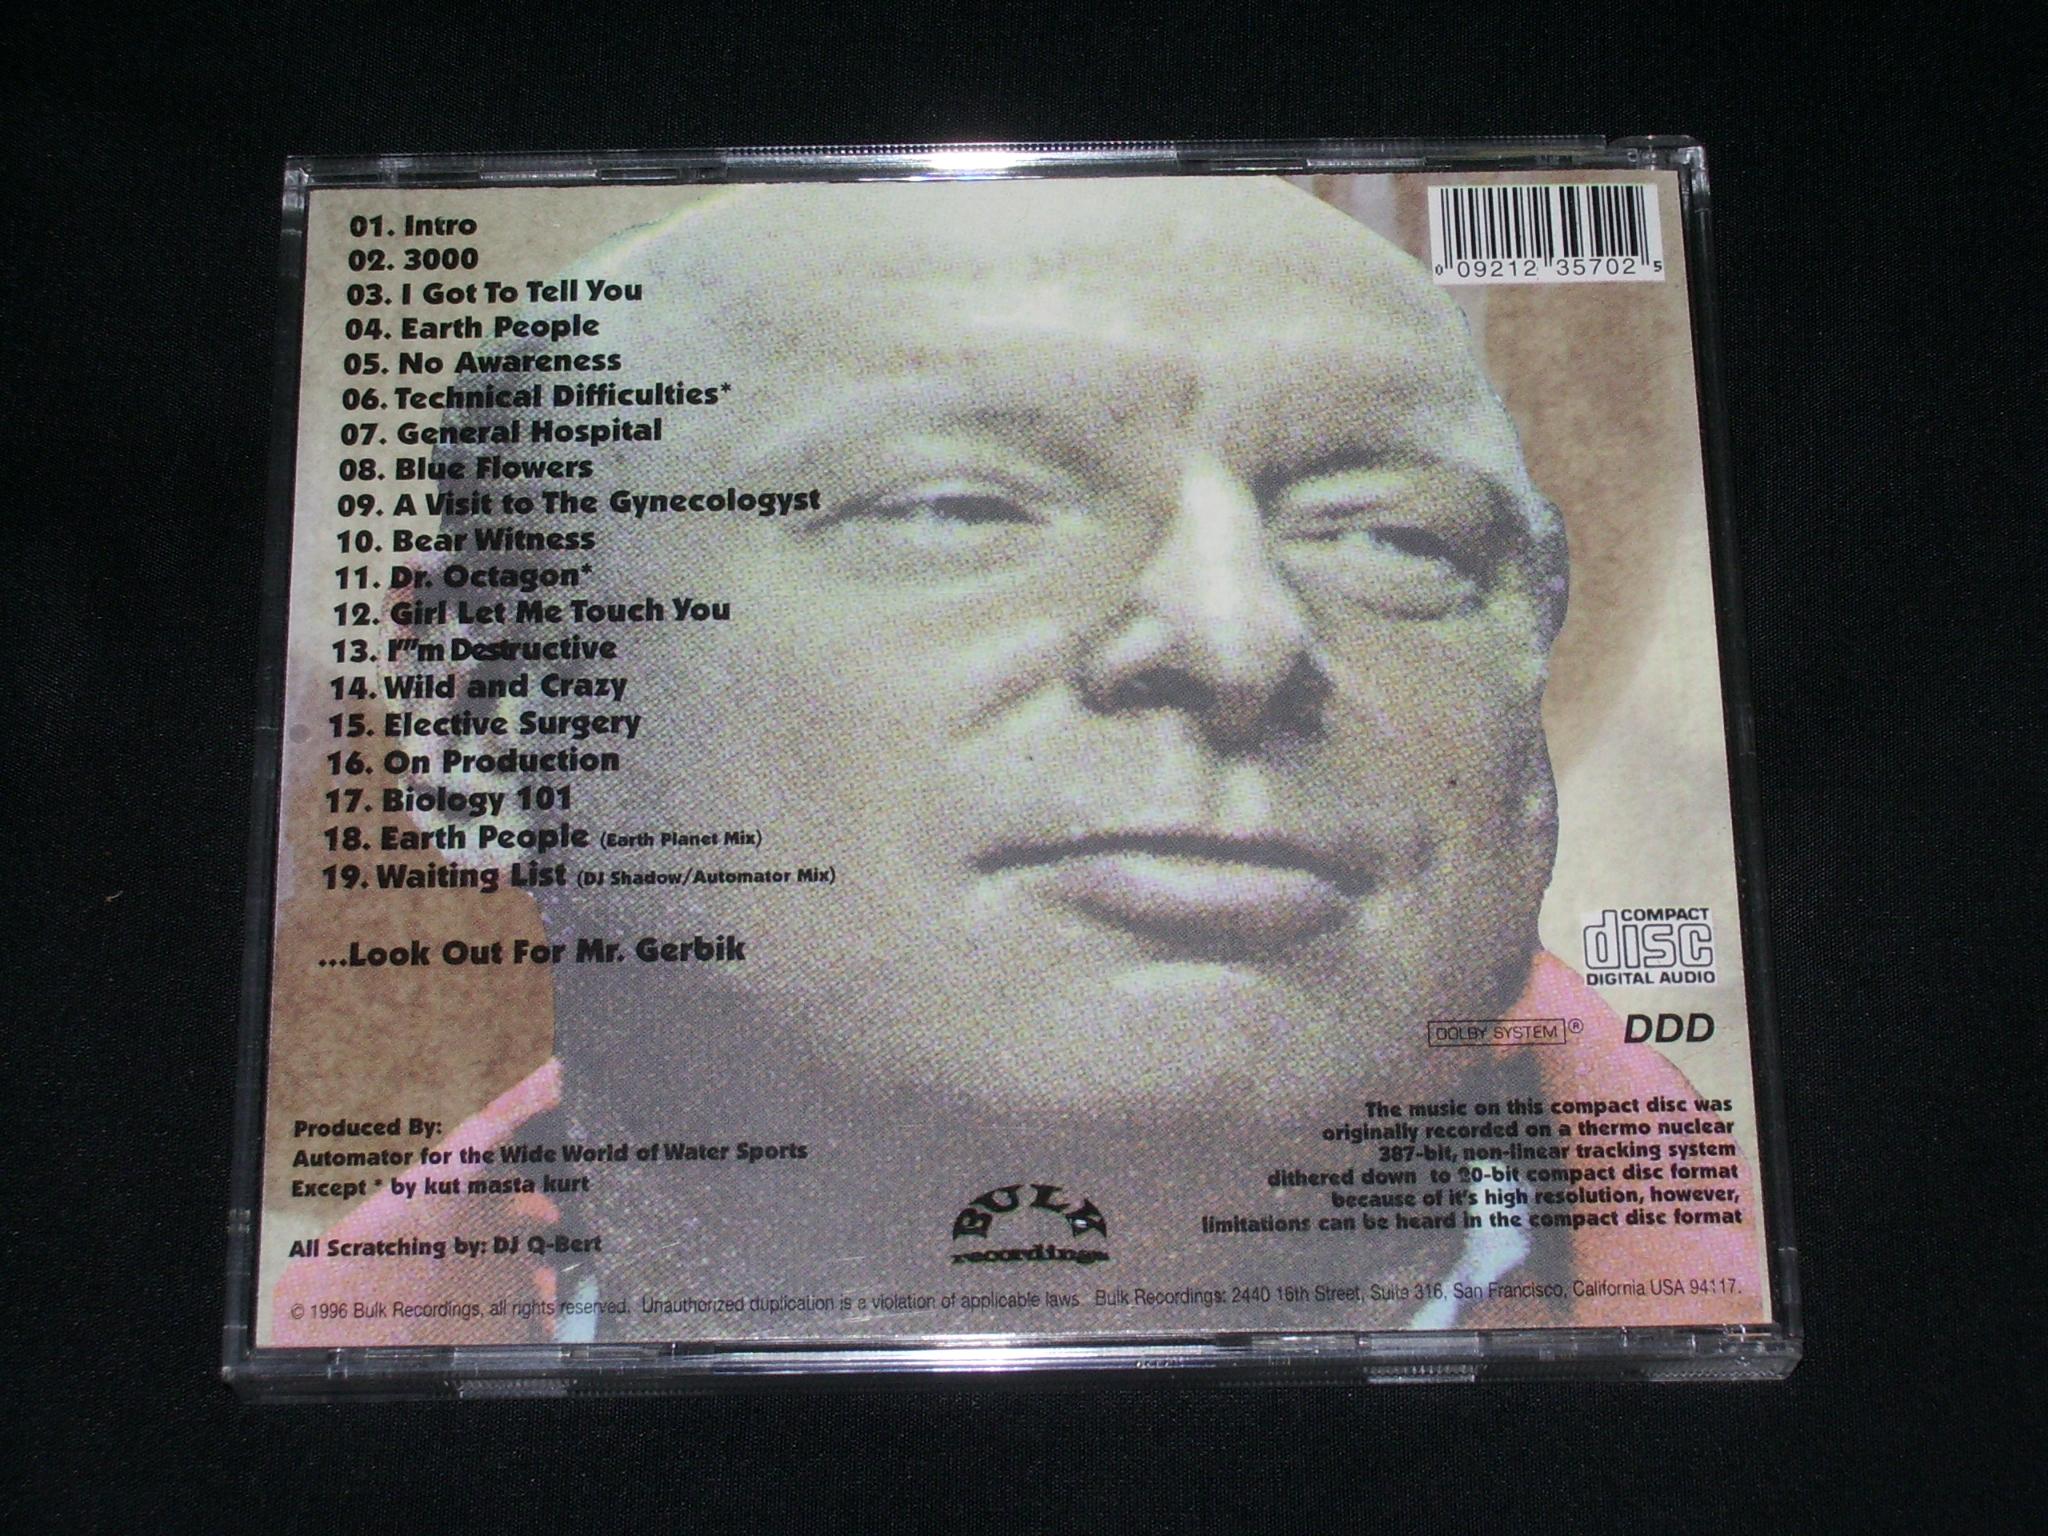 01. Intro
02. 3000
03. I Got To Tell You
04. Earth People
05. No Awareness
06. Technical Difficulties*
07. General Hospital
08. Blue Flowers
09. A Visit to The Gynecologyst
10. Bear Witness
11. Dr. Octagon*
12. Girl Let Me Touch You
13. I'''m Destructive
14. Wild and Crazy
15. Elective Surgery
16. On Production
17. Biology 101
18. Earth People (Earth Planet Mix)
19. Waiting List (DJ Shadow/Automator Mix)
...Look Out For Mr. Gerbik
0 09212 35702 5
COMPACT
disc
DIGITAL AUDIO
DOLBY SYSTEM ® DDD
Produced By:
Automator for the Wide World of Water Sports
Except * by kut masta kurt
All Scratching by: DJ Q-Bert
BULK
recordings
The music on this compact disc was
originally recorded on a thermo nuclear
387-bit, non-linear tracking system
dithered down to 20-bit compact disc format
because of it's high resolution, however,
limitations can be heard in the compact disc format
© 1996 Bulk Recordings, all rights reserved. Unauthorized duplication is a violation of applicable laws. Bulk Recordings: 2440 16th Street, Suite 316, San Francisco, California USA 94117.